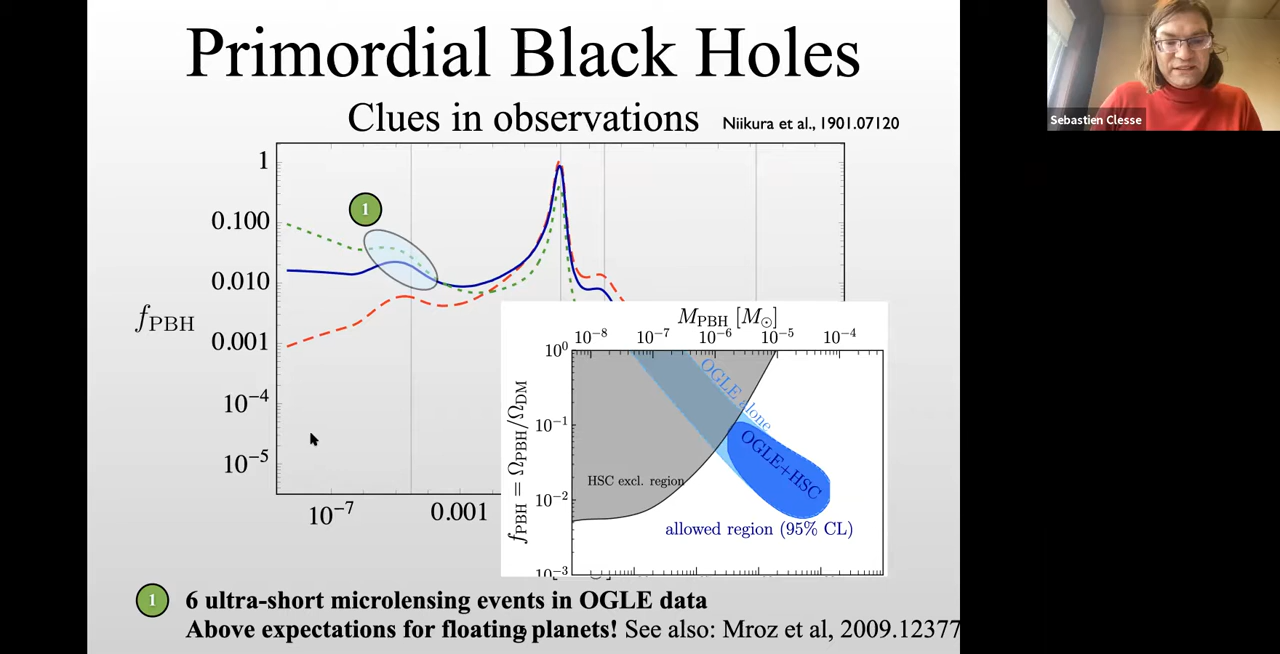 Primordial Black Holes
Clues in observations
Niikura et al., 1901.07120
Sebastien Clesse
1
0.100
0.010
0.001
10⁻⁴
10⁻⁵
f_PBH
1
10⁻⁷
0.001
M_PBH [M_⊙]
10⁻⁸ 10⁻⁷ 10⁻⁶ 10⁻⁵ 10⁻⁴
10⁰
10⁻¹
10⁻²
10⁻³
f_PBH = Ω_PBH/Ω_DM
OGLE alone
OGLE+HSC
HSC excl. region
allowed region (95% CL)
1
6 ultra-short microlensing events in OGLE data
Above expectations for floating planets! See also: Mroz et al, 2009.12377